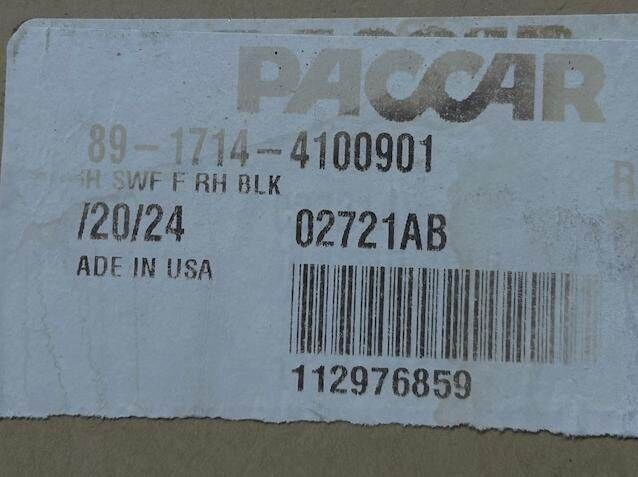 PACCAR
89-1714-4100901
SWF F RH BLK
/20/24 02721AB
ADE IN USA
112976859